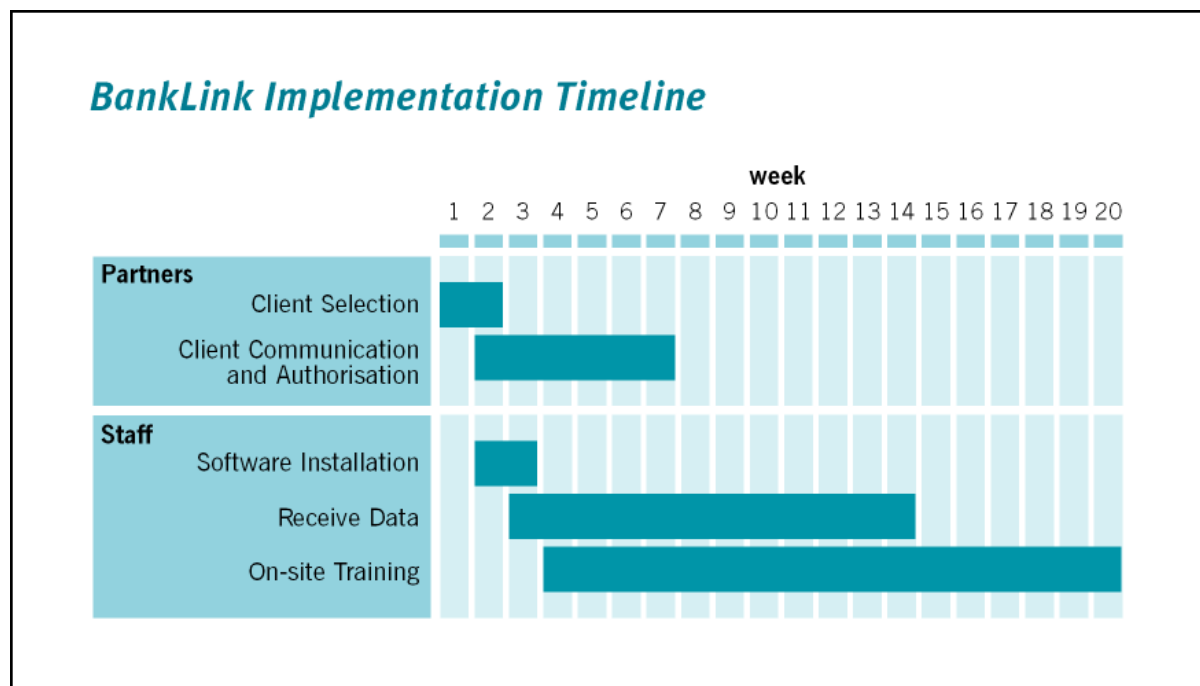 BankLink Implementation Timeline
week
1 2 3 4 5 6 7 8 9 10 11 12 13 14 15 16 17 18 19 20
Partners
Client Selection
Client Communication
and Authorisation
Staff
Software Installation
Receive Data
On-site Training